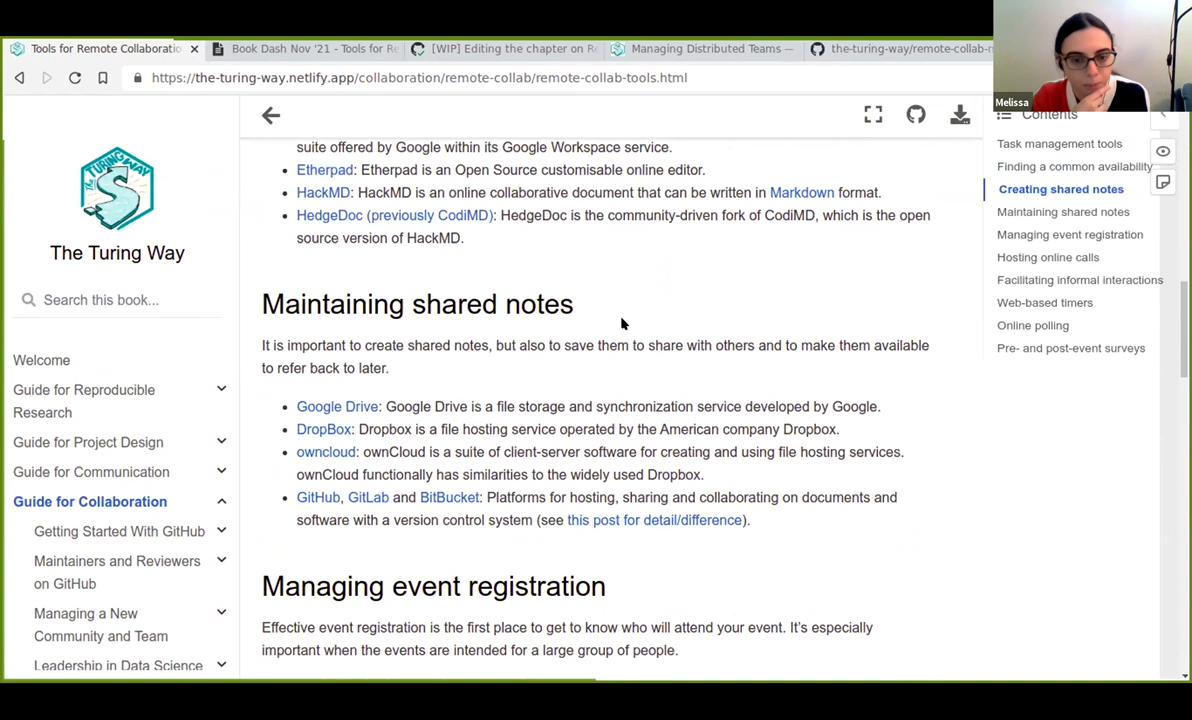 Tools for Remote Collaboratio
Book Dash Nov '21 - Tools for Re
[WIP] Editing the chapter on R
Managing Distributed Teams —
the-turing-way/remote-collab-r
https://the-turing-way.netlify.app/collaboration/remote-collab/remote-collab-tools.html
Melissa
THE TURING WAY
The Turing Way
Search this book...
Welcome
Guide for Reproducible
Research
Guide for Project Design
Guide for Communication
Guide for Collaboration
Getting Started With GitHub
Maintainers and Reviewers
on GitHub
Managing a New
Community and Team
Leadership in Data Science
suite offered by Google within its Google Workspace service.
Etherpad: Etherpad is an Open Source customisable online editor.
HackMD: HackMD is an online collaborative document that can be written in Markdown format.
HedgeDoc (previously CodiMD): HedgeDoc is the community-driven fork of CodiMD, which is the open
source version of HackMD.
Maintaining shared notes
It is important to create shared notes, but also to save them to share with others and to make them available
to refer back to later.
Google Drive: Google Drive is a file storage and synchronization service developed by Google.
DropBox: Dropbox is a file hosting service operated by the American company Dropbox.
owncloud: ownCloud is a suite of client-server software for creating and using file hosting services.
ownCloud functionally has similarities to the widely used Dropbox.
GitHub, GitLab and BitBucket: Platforms for hosting, sharing and collaborating on documents and
software with a version control system (see this post for detail/difference).
Managing event registration
Effective event registration is the first place to get to know who will attend your event. It's especially
important when the events are intended for a large group of people.
Contents
Task management tools
Finding a common availability
Creating shared notes
Maintaining shared notes
Managing event registration
Hosting online calls
Facilitating informal interactions
Web-based timers
Online polling
Pre- and post-event surveys